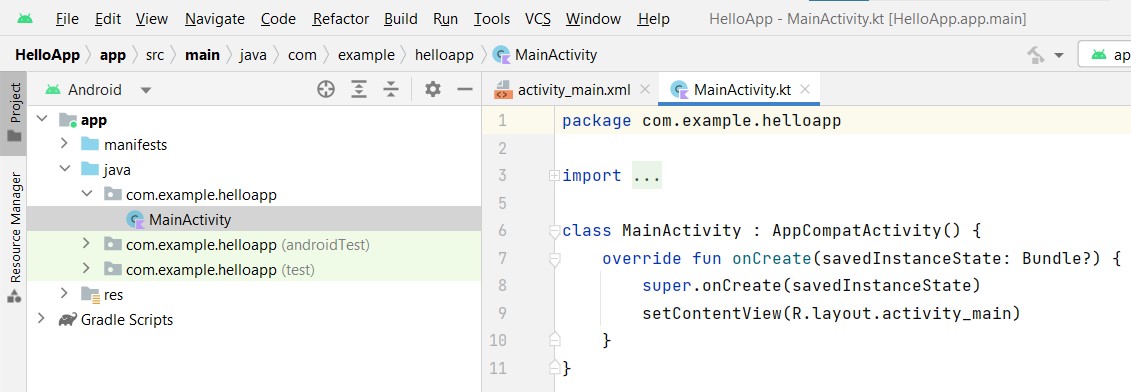 File Edit View Navigate Code Refactor Build Run Tools VCS Window Help HelloApp - MainActivity.kt [HelloApp.app.main]
HelloApp app src main java com example helloapp MainActivity ap
Project
Resource Manager
Android
app
manifests
java
com.example.helloapp
MainActivity
com.example.helloapp (androidTest)
com.example.helloapp (test)
res
Gradle Scripts
activity_main.xml MainActivity.kt
1 package com.example.helloapp
2
3 import ...
5
6 class MainActivity : AppCompatActivity() {
7 override fun onCreate(savedInstanceState: Bundle?) {
8 super.onCreate(savedInstanceState)
9 setContentView(R.layout.activity_main)
10 }
11 }